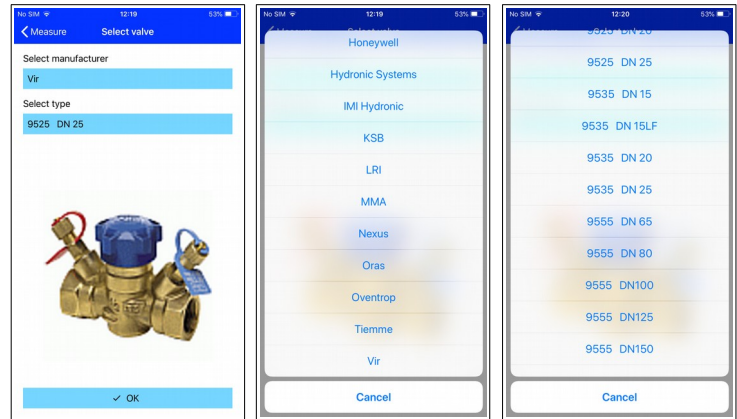 No SIM 12:19 53%
Measure Select valve
Select manufacturer
Vir
Select type
9525 DN 25
✓ OK
No SIM 12:19 53%
Honeywell
Hydronic Systems
IMI Hydronic
KSB
LRI
MMA
Nexus
Oras
Oventrop
Tiemme
Vir
Cancel
No SIM 12:20 53%
9525 DN 20
9525 DN 25
9535 DN 15
9535 DN 15LF
9535 DN 20
9535 DN 25
9555 DN 65
9555 DN 80
9555 DN100
9555 DN125
9555 DN150
Cancel